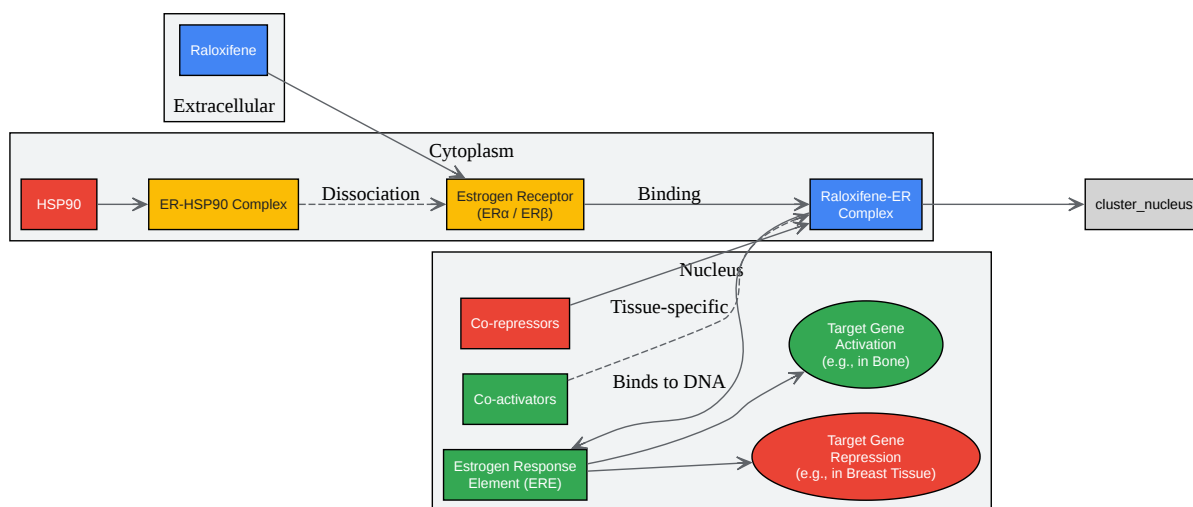 Raloxifene
Extracellular
Cytoplasm
HSP90
ER-HSP90 Complex
Dissociation
Estrogen Receptor
(ERα / ERβ)
Binding
Raloxifene-ER
Complex
cluster_nucleus
Nucleus
Co-repressors
Tissue-specific
Target Gene
Activation
(e.g., in Bone)
Co-activators
Binds to DNA
Estrogen Response
Element (ERE)
Target Gene
Repression
(e.g., in Breast Tissue)